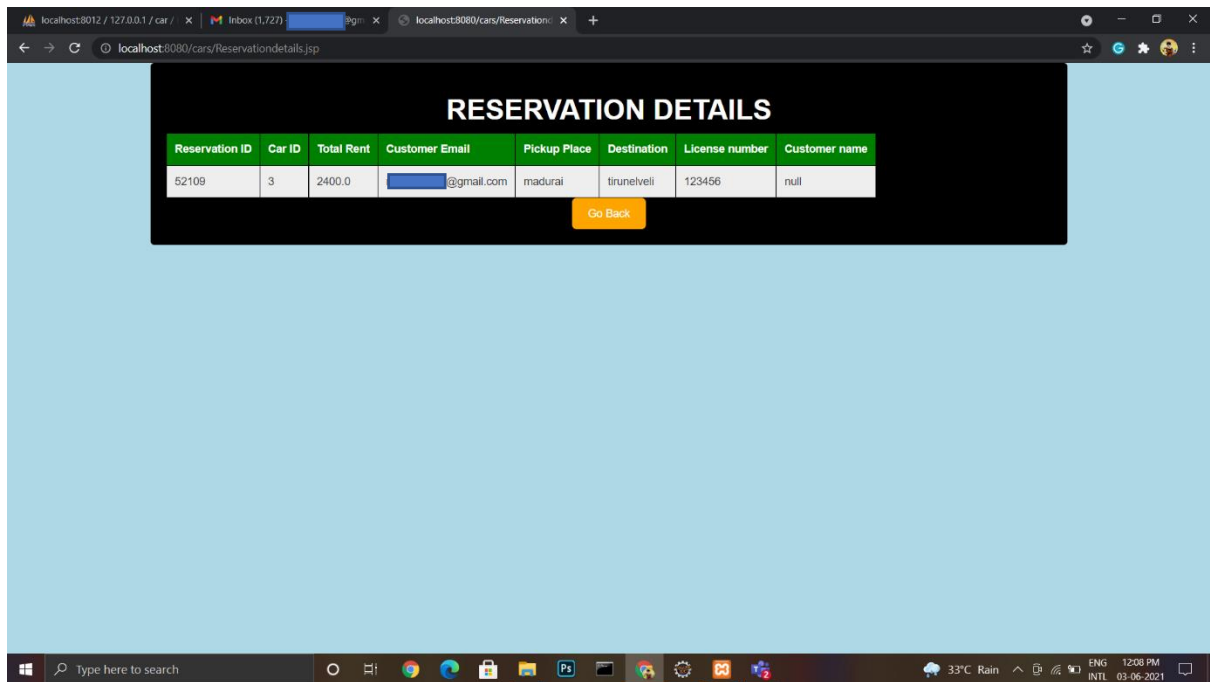 localhost:8012 / 127.0.0.1 / car /
Inbox (1,727) - @gm
localhost:8080/cars/Reservationd
localhost:8080/cars/Reservationdetails.jsp
RESERVATION DETAILS
Reservation ID Car ID Total Rent Customer Email Pickup Place Destination License number Customer name
52109 3 2400.0 @gmail.com madurai tirunelveli 123456 null
Go Back
Type here to search
Ps
33°C Rain
ENG 12:08 PM
INTL 03-06-2021